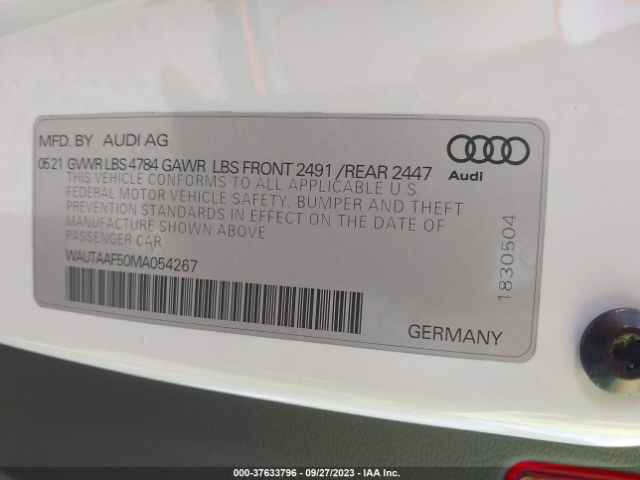 MFD. BY AUDI AG
0521 GVWR LBS 4784 GAWR LBS FRONT 2491 /REAR 2447
THIS VEHICLE CONFORMS TO ALL APPLICABLE U.S.
FEDERAL MOTOR VEHICLE SAFETY, BUMPER AND THEFT
PREVENTION STANDARDS IN EFFECT ON THE DATE OF
MANUFACTURE SHOWN ABOVE
PASSENGER CAR
WAUTAAF50MA054267
Audi
1830504
GERMANY
000-37633796 - 09/27/2023 - IAA Inc.